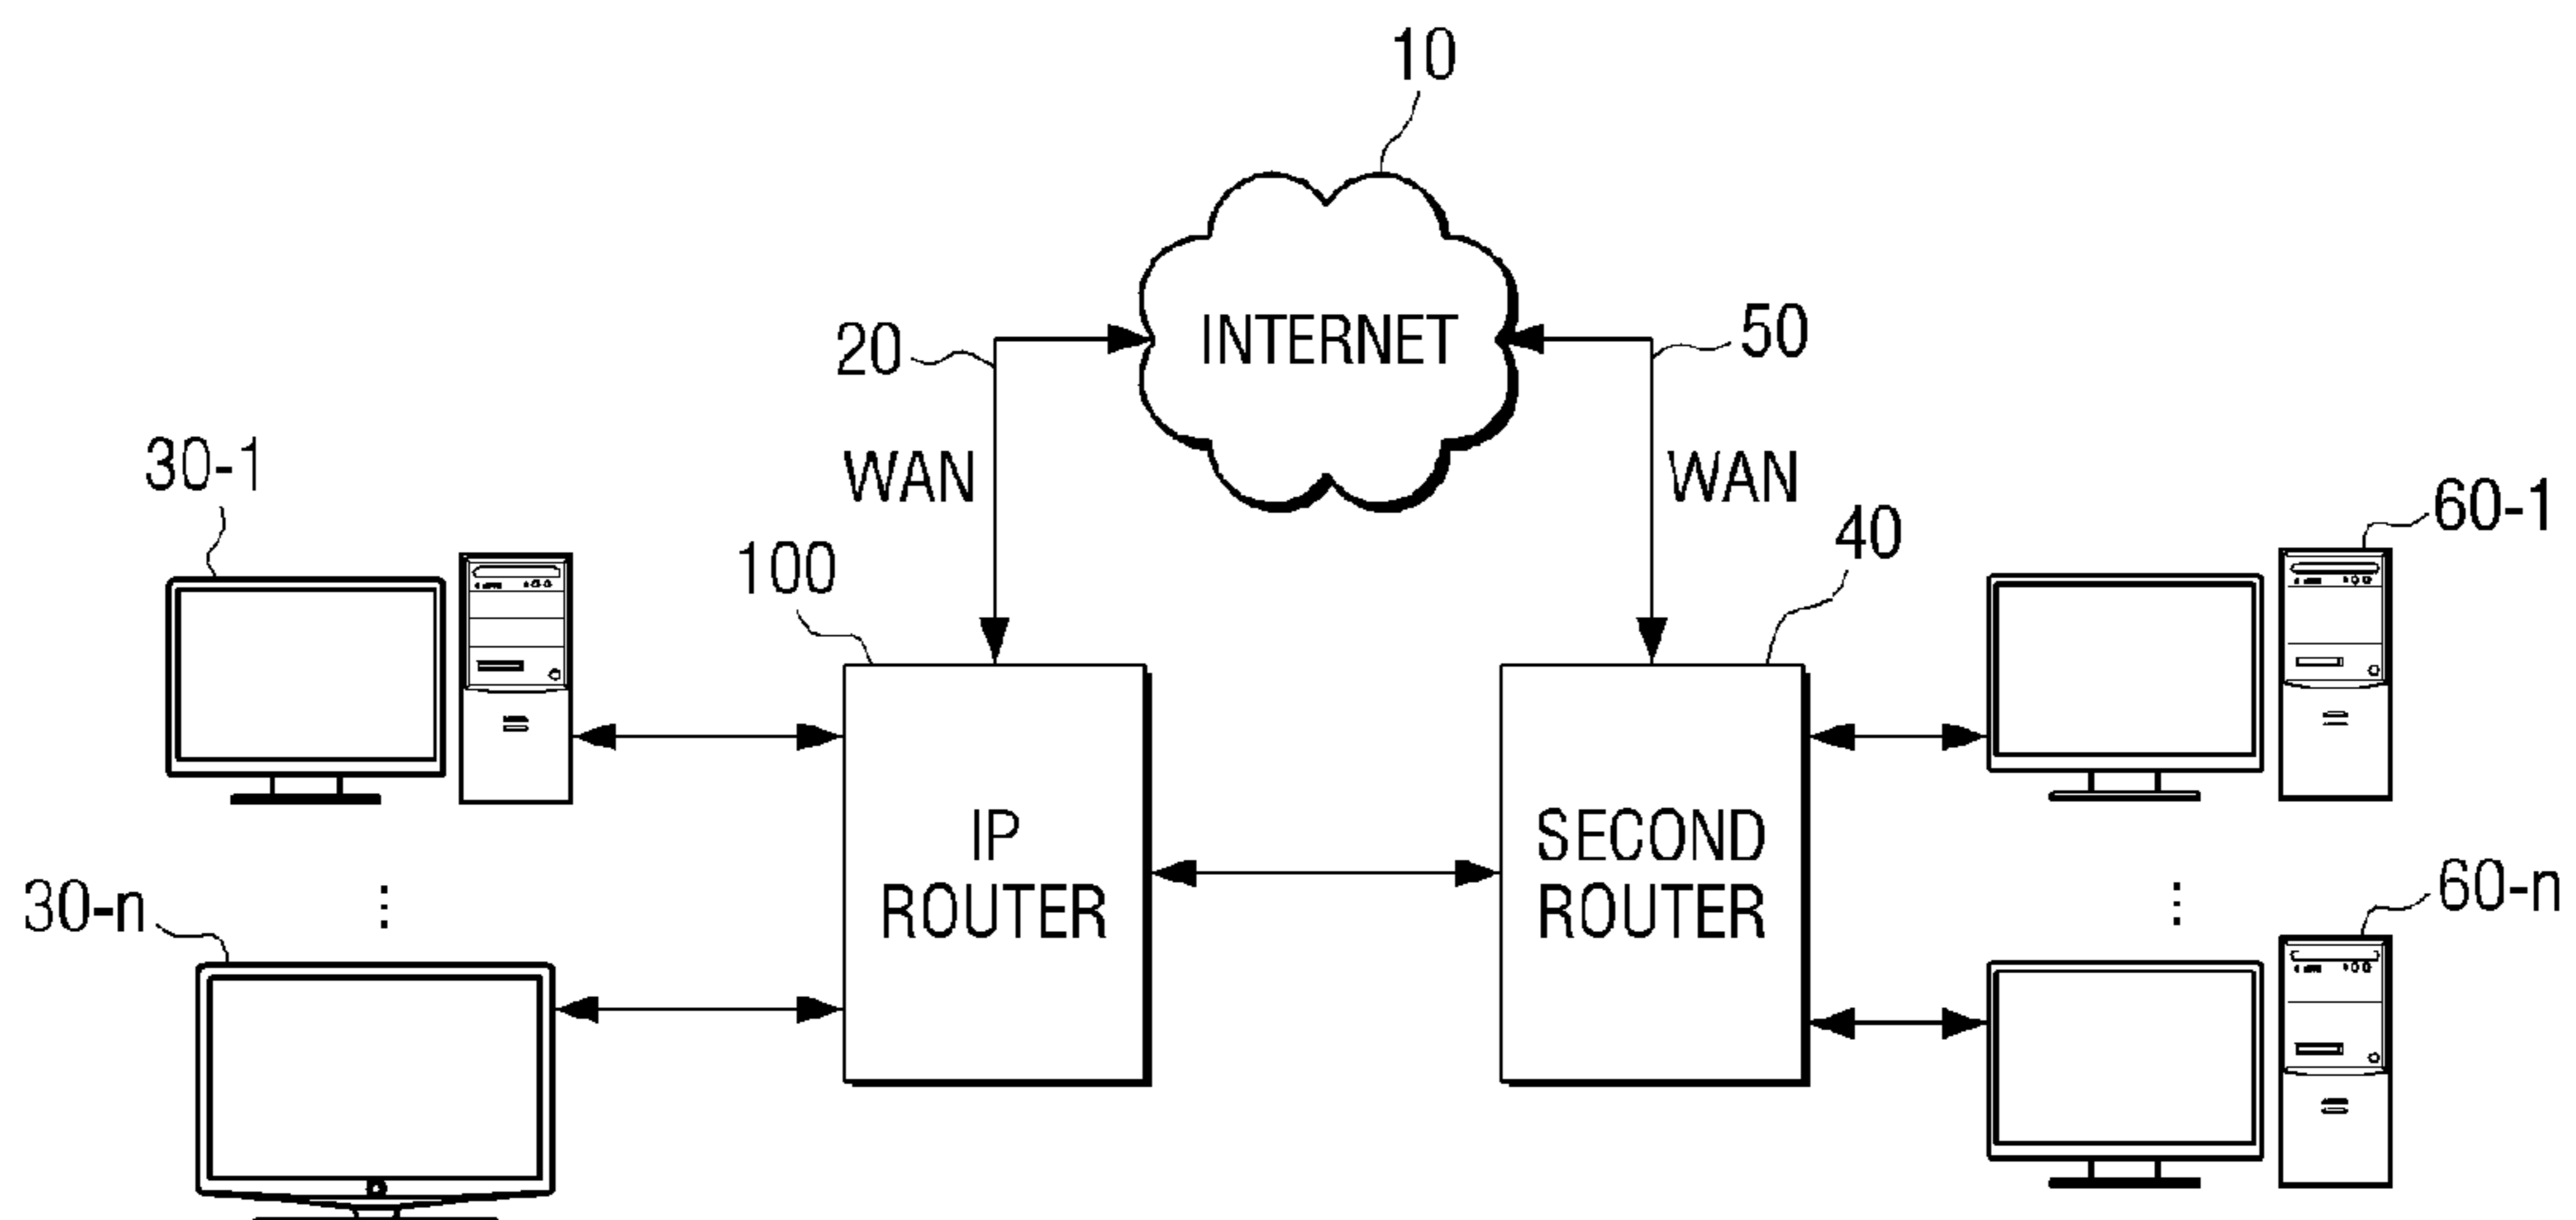 10
INTERNET
20
50
WAN
WAN
30-1
60-1
100
40
IP
ROUTER
SECOND
ROUTER
30-n
60-n